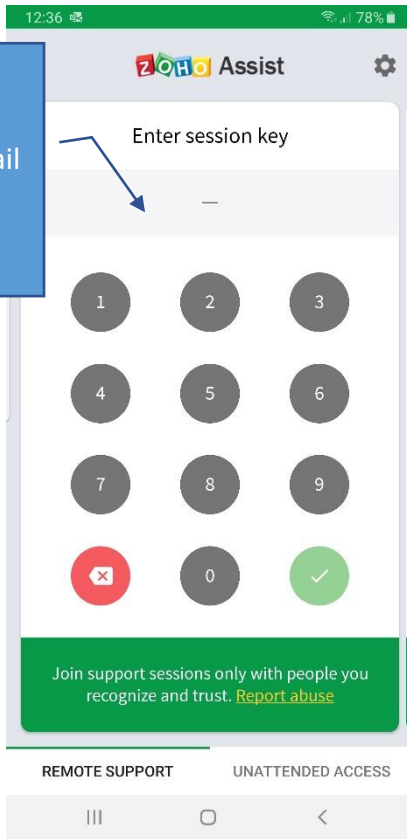 12:36 78%
ZOHO Assist
Enter session key
1 2 3
4 5 6
7 8 9
0
Join support sessions only with people you
recognize and trust. Report abuse
REMOTE SUPPORT UNATTENDED ACCESS